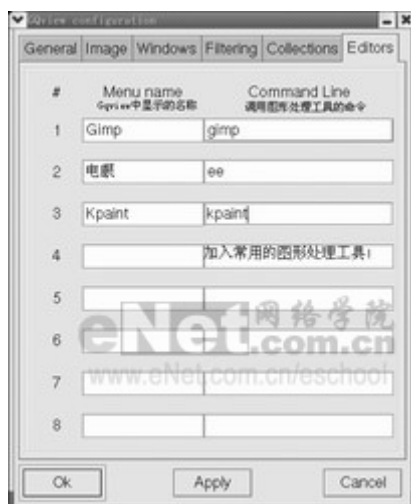 GQview configuration
General Image Windows Filtering Collections Editors
# Menu name Command Line
Gqview中显示的名称 调用图形处理工具的命令
1 Gimp gimp
2 电眼 ee
3 Kpaint kpaint
4 加入常用的图形处理工具!
5
6
7
8
eNet 网络学院
.com.cn
www.eNet.com.cn/eschool
Ok Apply Cancel